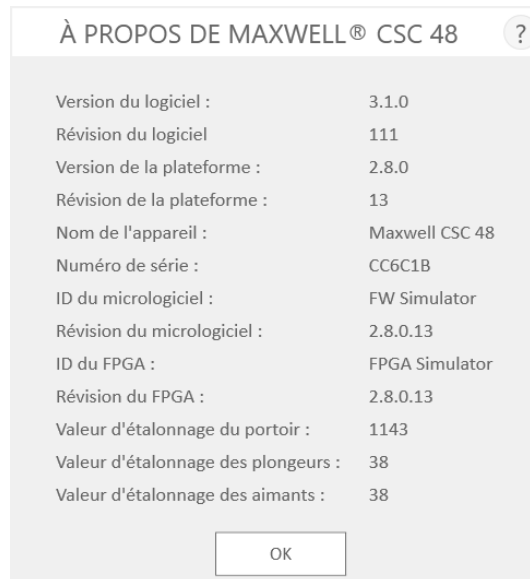 À PROPOS DE MAXWELL® CSC 48 ?
Version du logiciel : 3.1.0
Révision du logiciel 111
Version de la plateforme : 2.8.0
Révision de la plateforme : 13
Nom de l'appareil : Maxwell CSC 48
Numéro de série : CC6C1B
ID du micrologiciel : FW Simulator
Révision du micrologiciel : 2.8.0.13
ID du FPGA : FPGA Simulator
Révision du FPGA : 2.8.0.13
Valeur d'étalonnage du portoir : 1143
Valeur d'étalonnage des plongeurs : 38
Valeur d'étalonnage des aimants : 38
OK